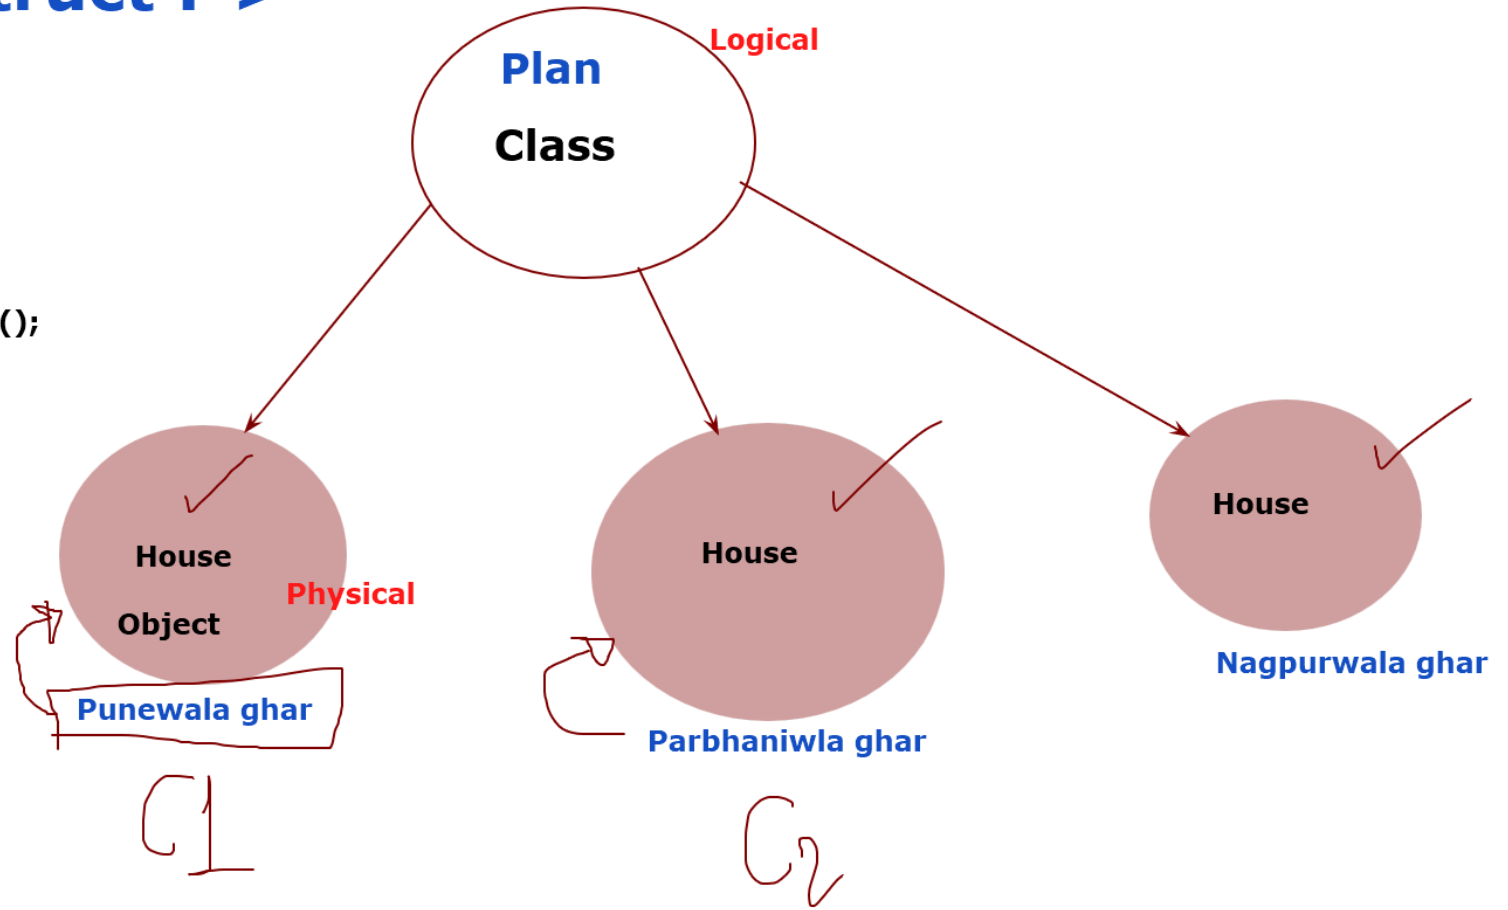 Logical
Plan
Class
();
House
Object
Physical
House
House
Punewala ghar
Parbhaniwla ghar
Nagpurwala ghar
C1
C2